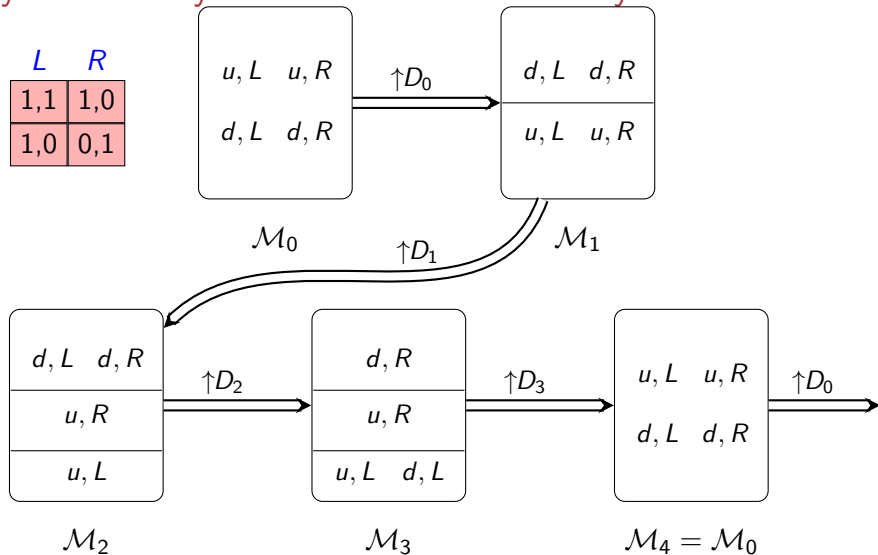 L R
1,1 1,0
1,0 0,1
u, L u, R
d, L d, R
↑D₀
d, L d, R
u, L u, R
ℳ₀
ℳ₁
↑D₁
d, L d, R
u, R
u, L
↑D₂
d, R
u, R
u, L d, L
↑D₃
u, L u, R
d, L d, R
↑D₀
ℳ₂
ℳ₃
ℳ₄ = ℳ₀